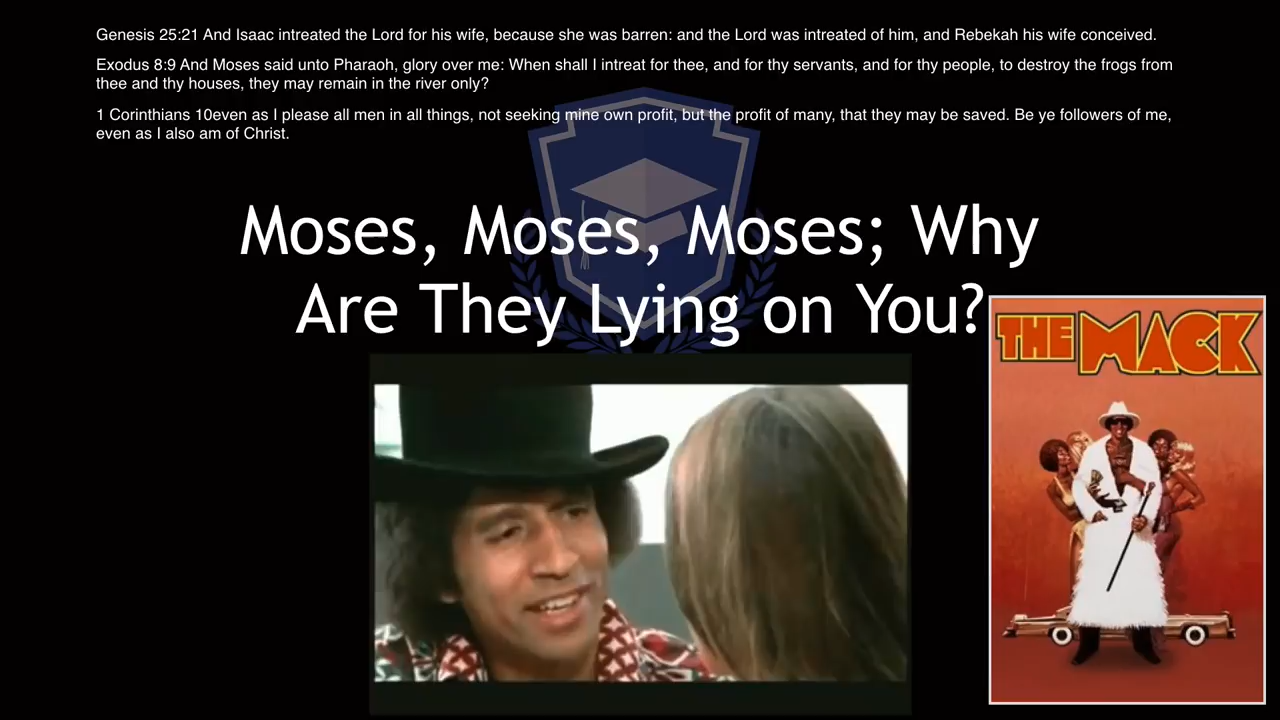 Genesis 25:21 And Isaac intreated the Lord for his wife, because she was barren: and the Lord was intreated of him, and Rebekah his wife conceived.
Exodus 8:9 And Moses said unto Pharaoh, glory over me: When shall I intreat for thee, and for thy servants, and for thy people, to destroy the frogs from
thee and thy houses, they may remain in the river only?
1 Corinthians 10even as I please all men in all things, not seeking mine own profit, but the profit of many, that they may be saved. Be ye followers of me,
even as I also am of Christ.
Moses, Moses, Moses; Why
Are They Lying on You?
THE MACK